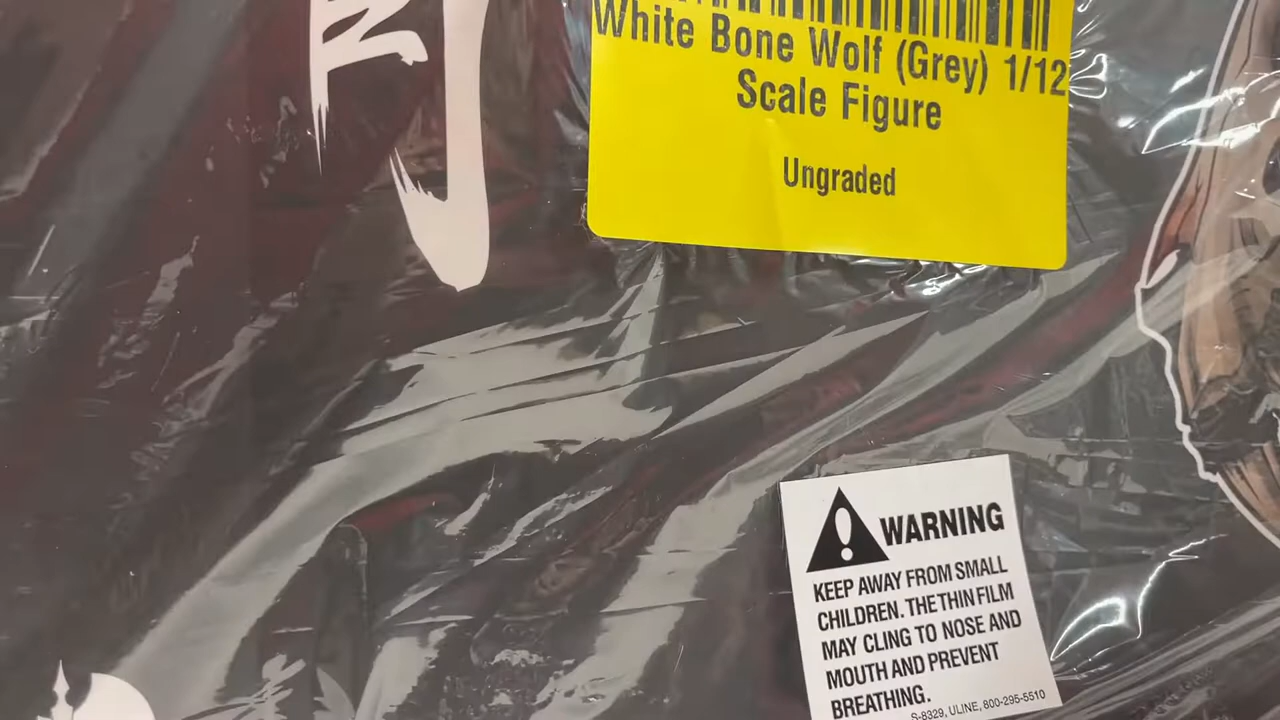 White Bone Wolf (Grey) 1/12
Scale Figure
Ungraded
WARNING
KEEP AWAY FROM SMALL
CHILDREN. THE THIN FILM
MAY CLING TO NOSE AND
MOUTH AND PREVENT
BREATHING.
S-8329, ULINE, 800-295-5510